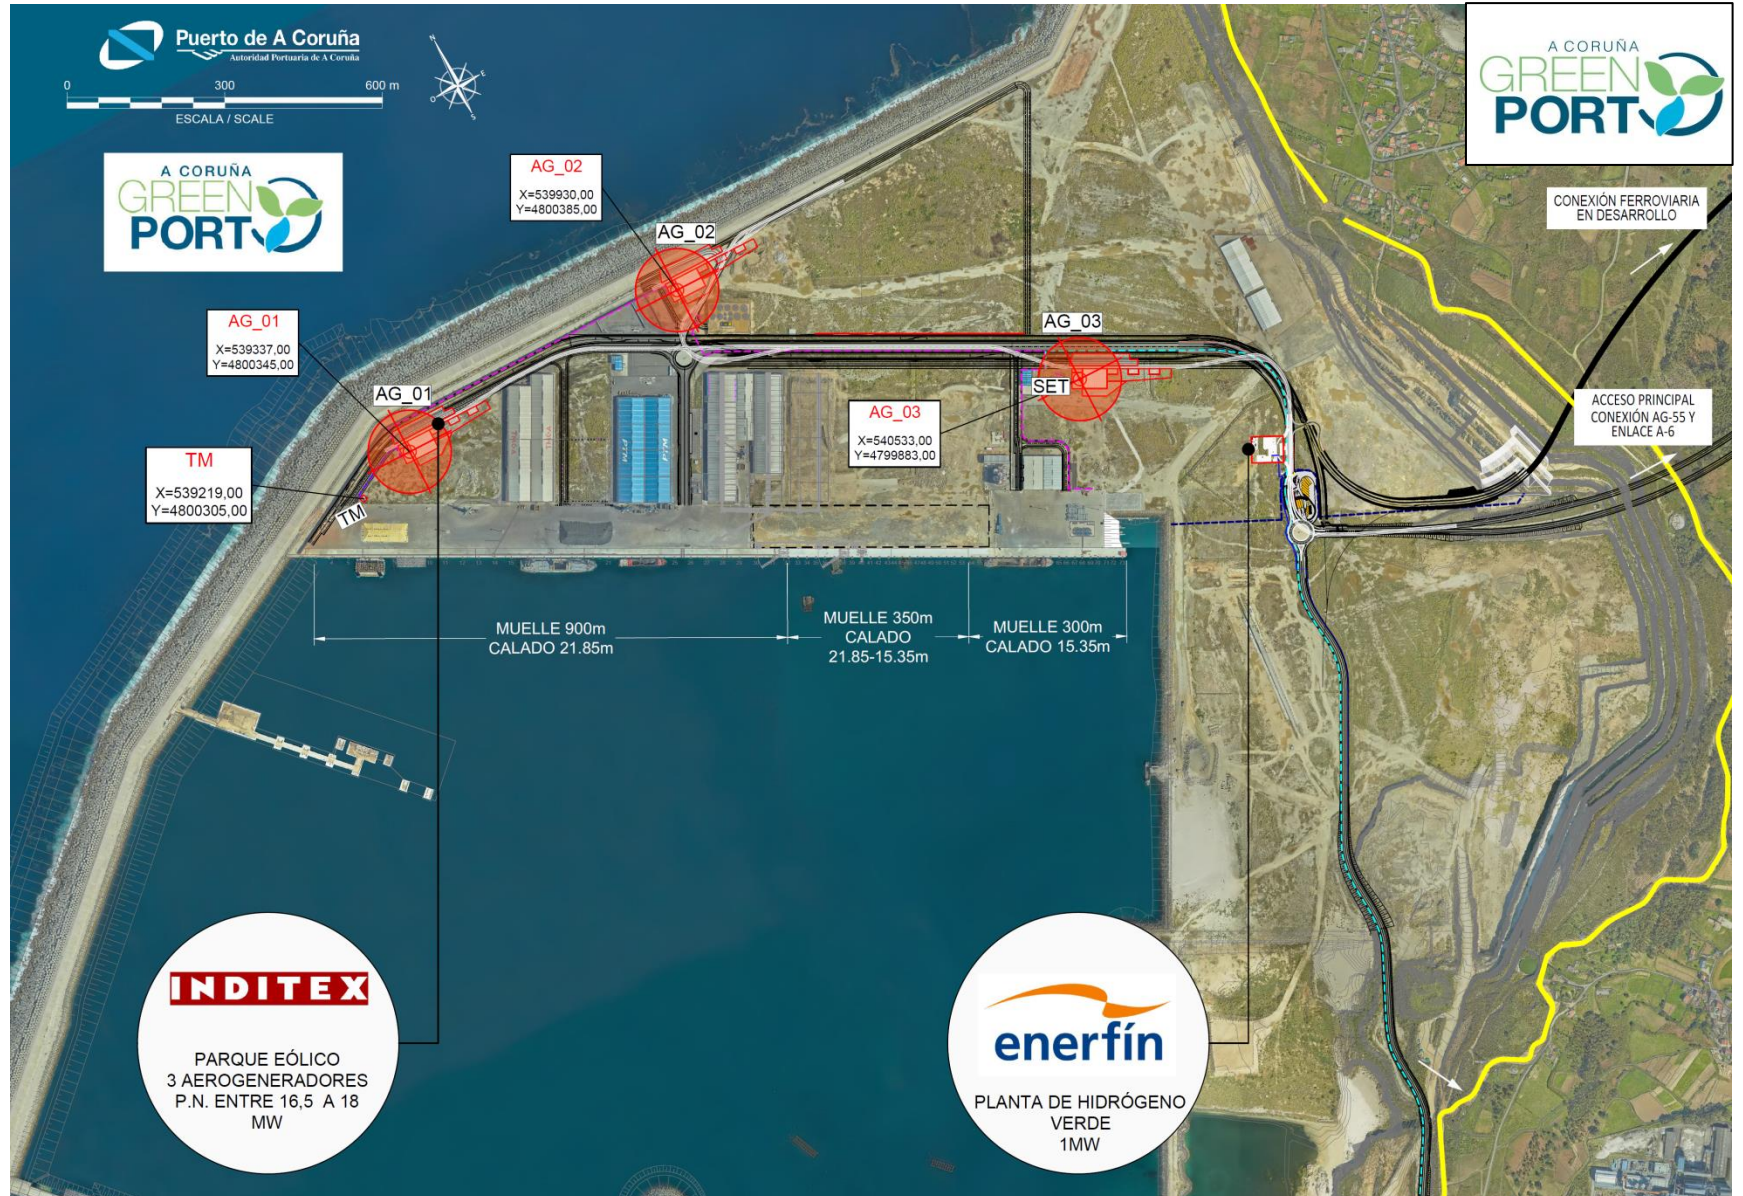 Puerto de A Coruña
Autoridad Portuaria de A Coruña
0 300 600 m
ESCALA / SCALE
N
E
S
O
A CORUÑA
GREEN
PORT
A CORUÑA
GREEN
PORT
AG_02
X=539930,00
Y=4800385,00
AG_02
AG_01
X=539337,00
Y=4800345,00
AG_01
TM
X=539219,00
Y=4800305,00
TM
AG_03
SET
AG_03
X=540533,00
Y=4799883,00
CONEXIÓN FERROVIARIA
EN DESARROLLO
ACCESO PRINCIPAL
CONEXIÓN AG-55 Y
ENLACE A-6
MUELLE 900m
CALADO 21.85m
MUELLE 350m
CALADO
21.85-15.35m
MUELLE 300m
CALADO 15.35m
INDITEX
PARQUE EÓLICO
3 AEROGENERADORES
P.N. ENTRE 16,5 A 18
MW
enerfín
PLANTA DE HIDRÓGENO
VERDE
1MW